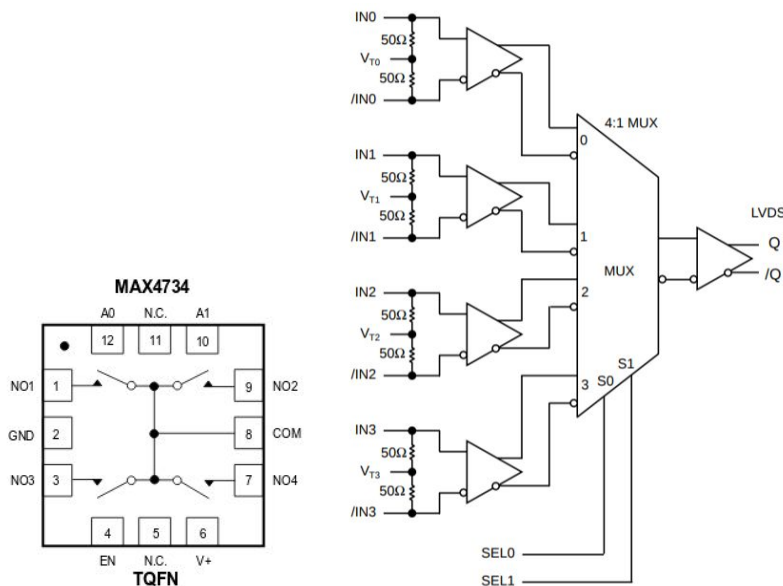 MAX4734
A0 N.C. A1
12 11 10
NO1 1 9 NO2
GND 2 8 COM
NO3 3 7 NO4
4 5 6
EN N.C. V+
TQFN
IN0
50Ω
VT0
50Ω
/IN0
IN1
50Ω
VT1
50Ω
/IN1
IN2
50Ω
VT2
50Ω
/IN2
IN3
50Ω
VT3
50Ω
/IN3
4:1 MUX
0
1
MUX
2
3
S0 S1
SEL0
SEL1
LVDS
Q
/Q